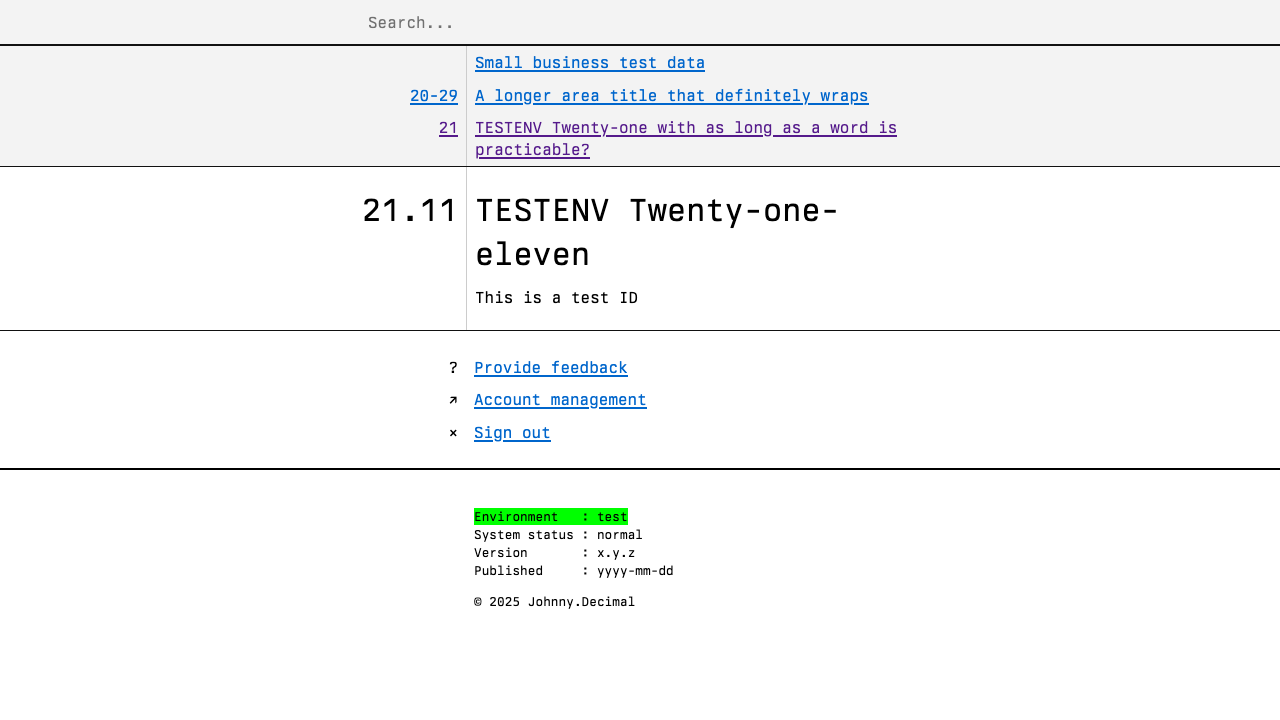 Search...
Small business test data
20-29 A longer area title that definitely wraps
21 TESTENV Twenty-one with as long as a word is
practicable?
21.11 TESTENV Twenty-one-
eleven
This is a test ID
? Provide feedback
↗ Account management
× Sign out
Environment : test
System status : normal
Version : x.y.z
Published : yyyy-mm-dd
© 2025 Johnny.Decimal